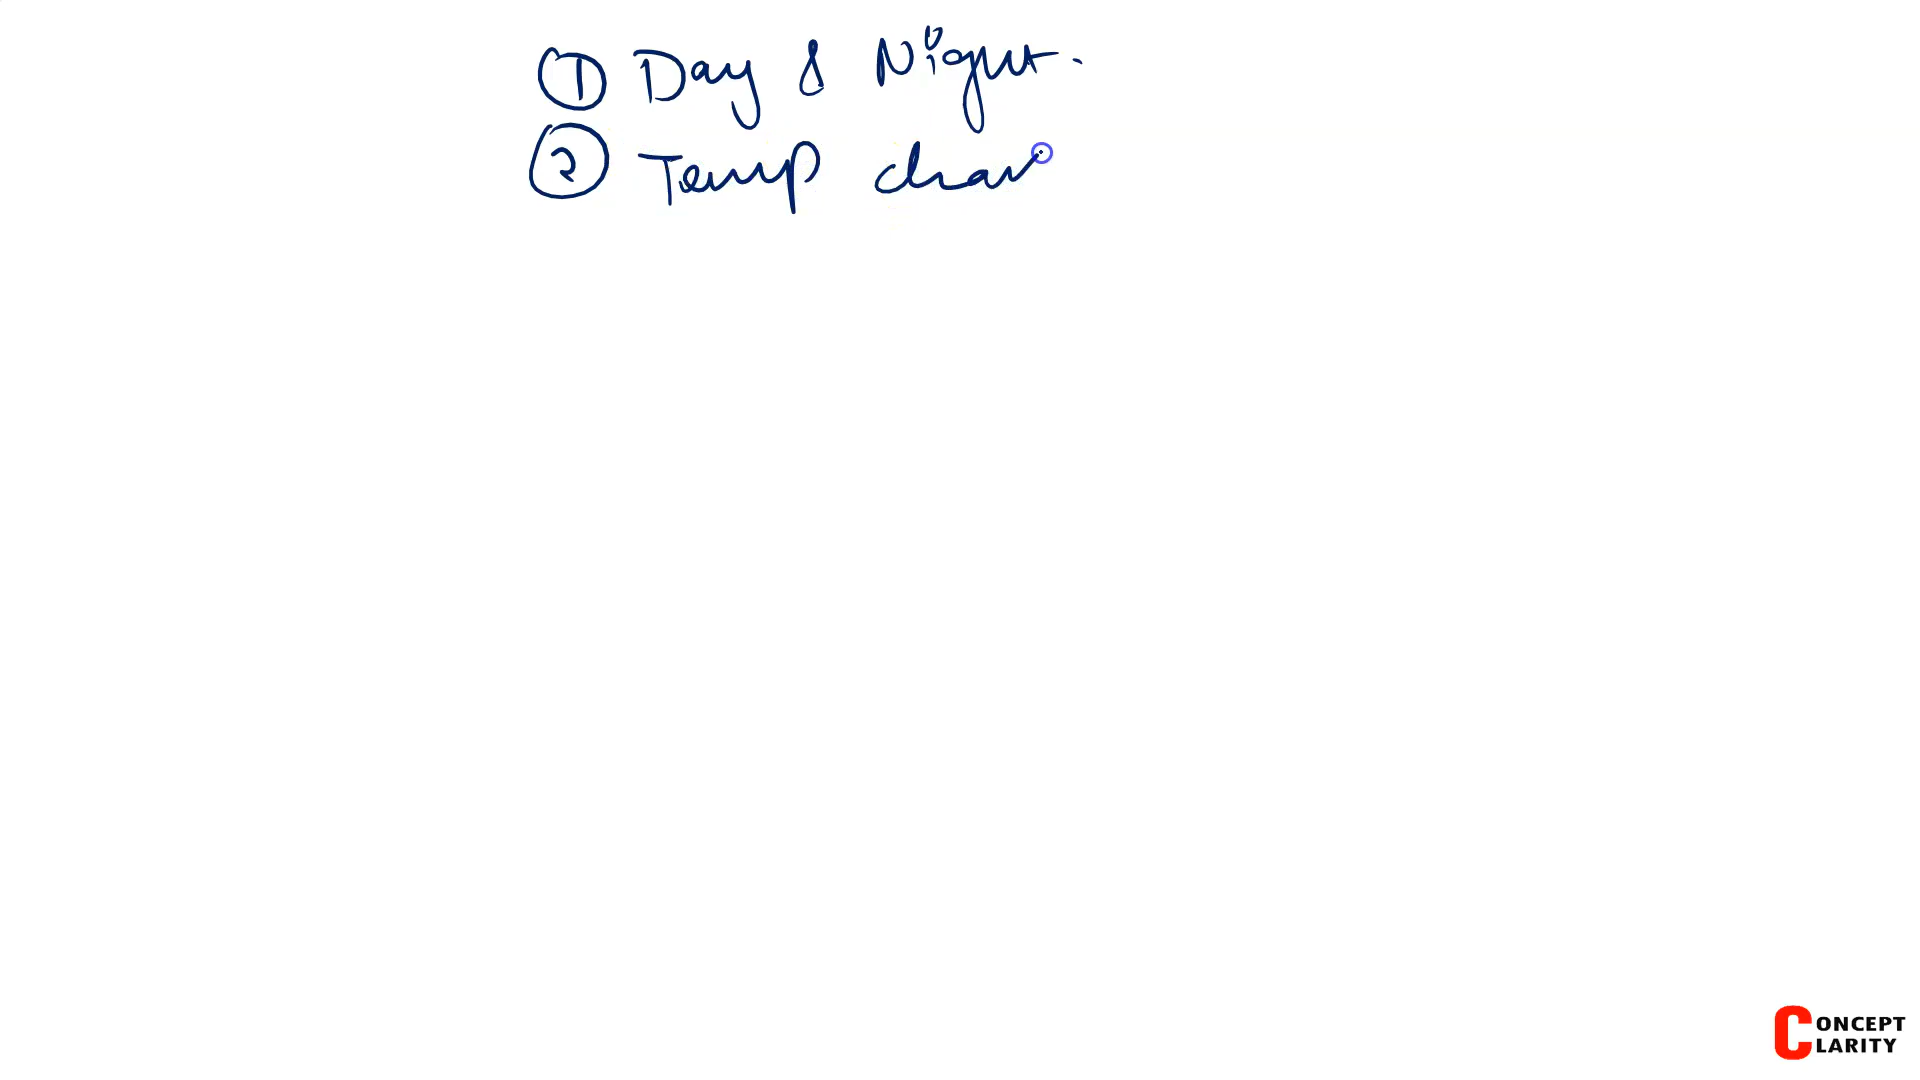 ① Day & Night.
② Temp chan
CONCEPT
CLARITY